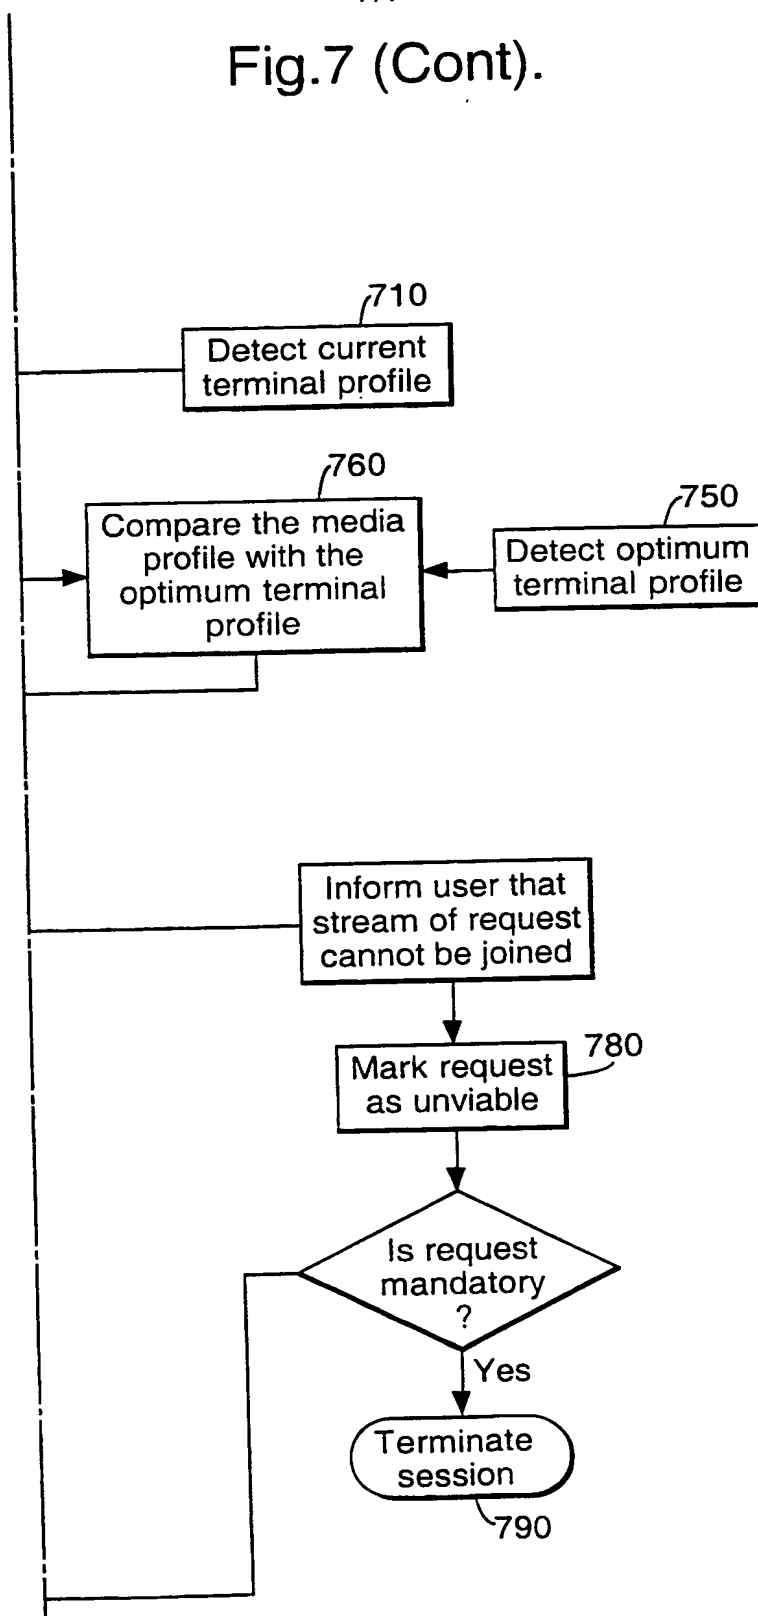 Fig.7 (Cont).
710
Detect current
terminal profile
760
Compare the media
profile with the
optimum terminal
profile
750
Detect optimum
terminal profile
Inform user that
stream of request
cannot be joined
Mark request
as unviable
780
Is request
mandatory
?
Yes
Terminate
session
790